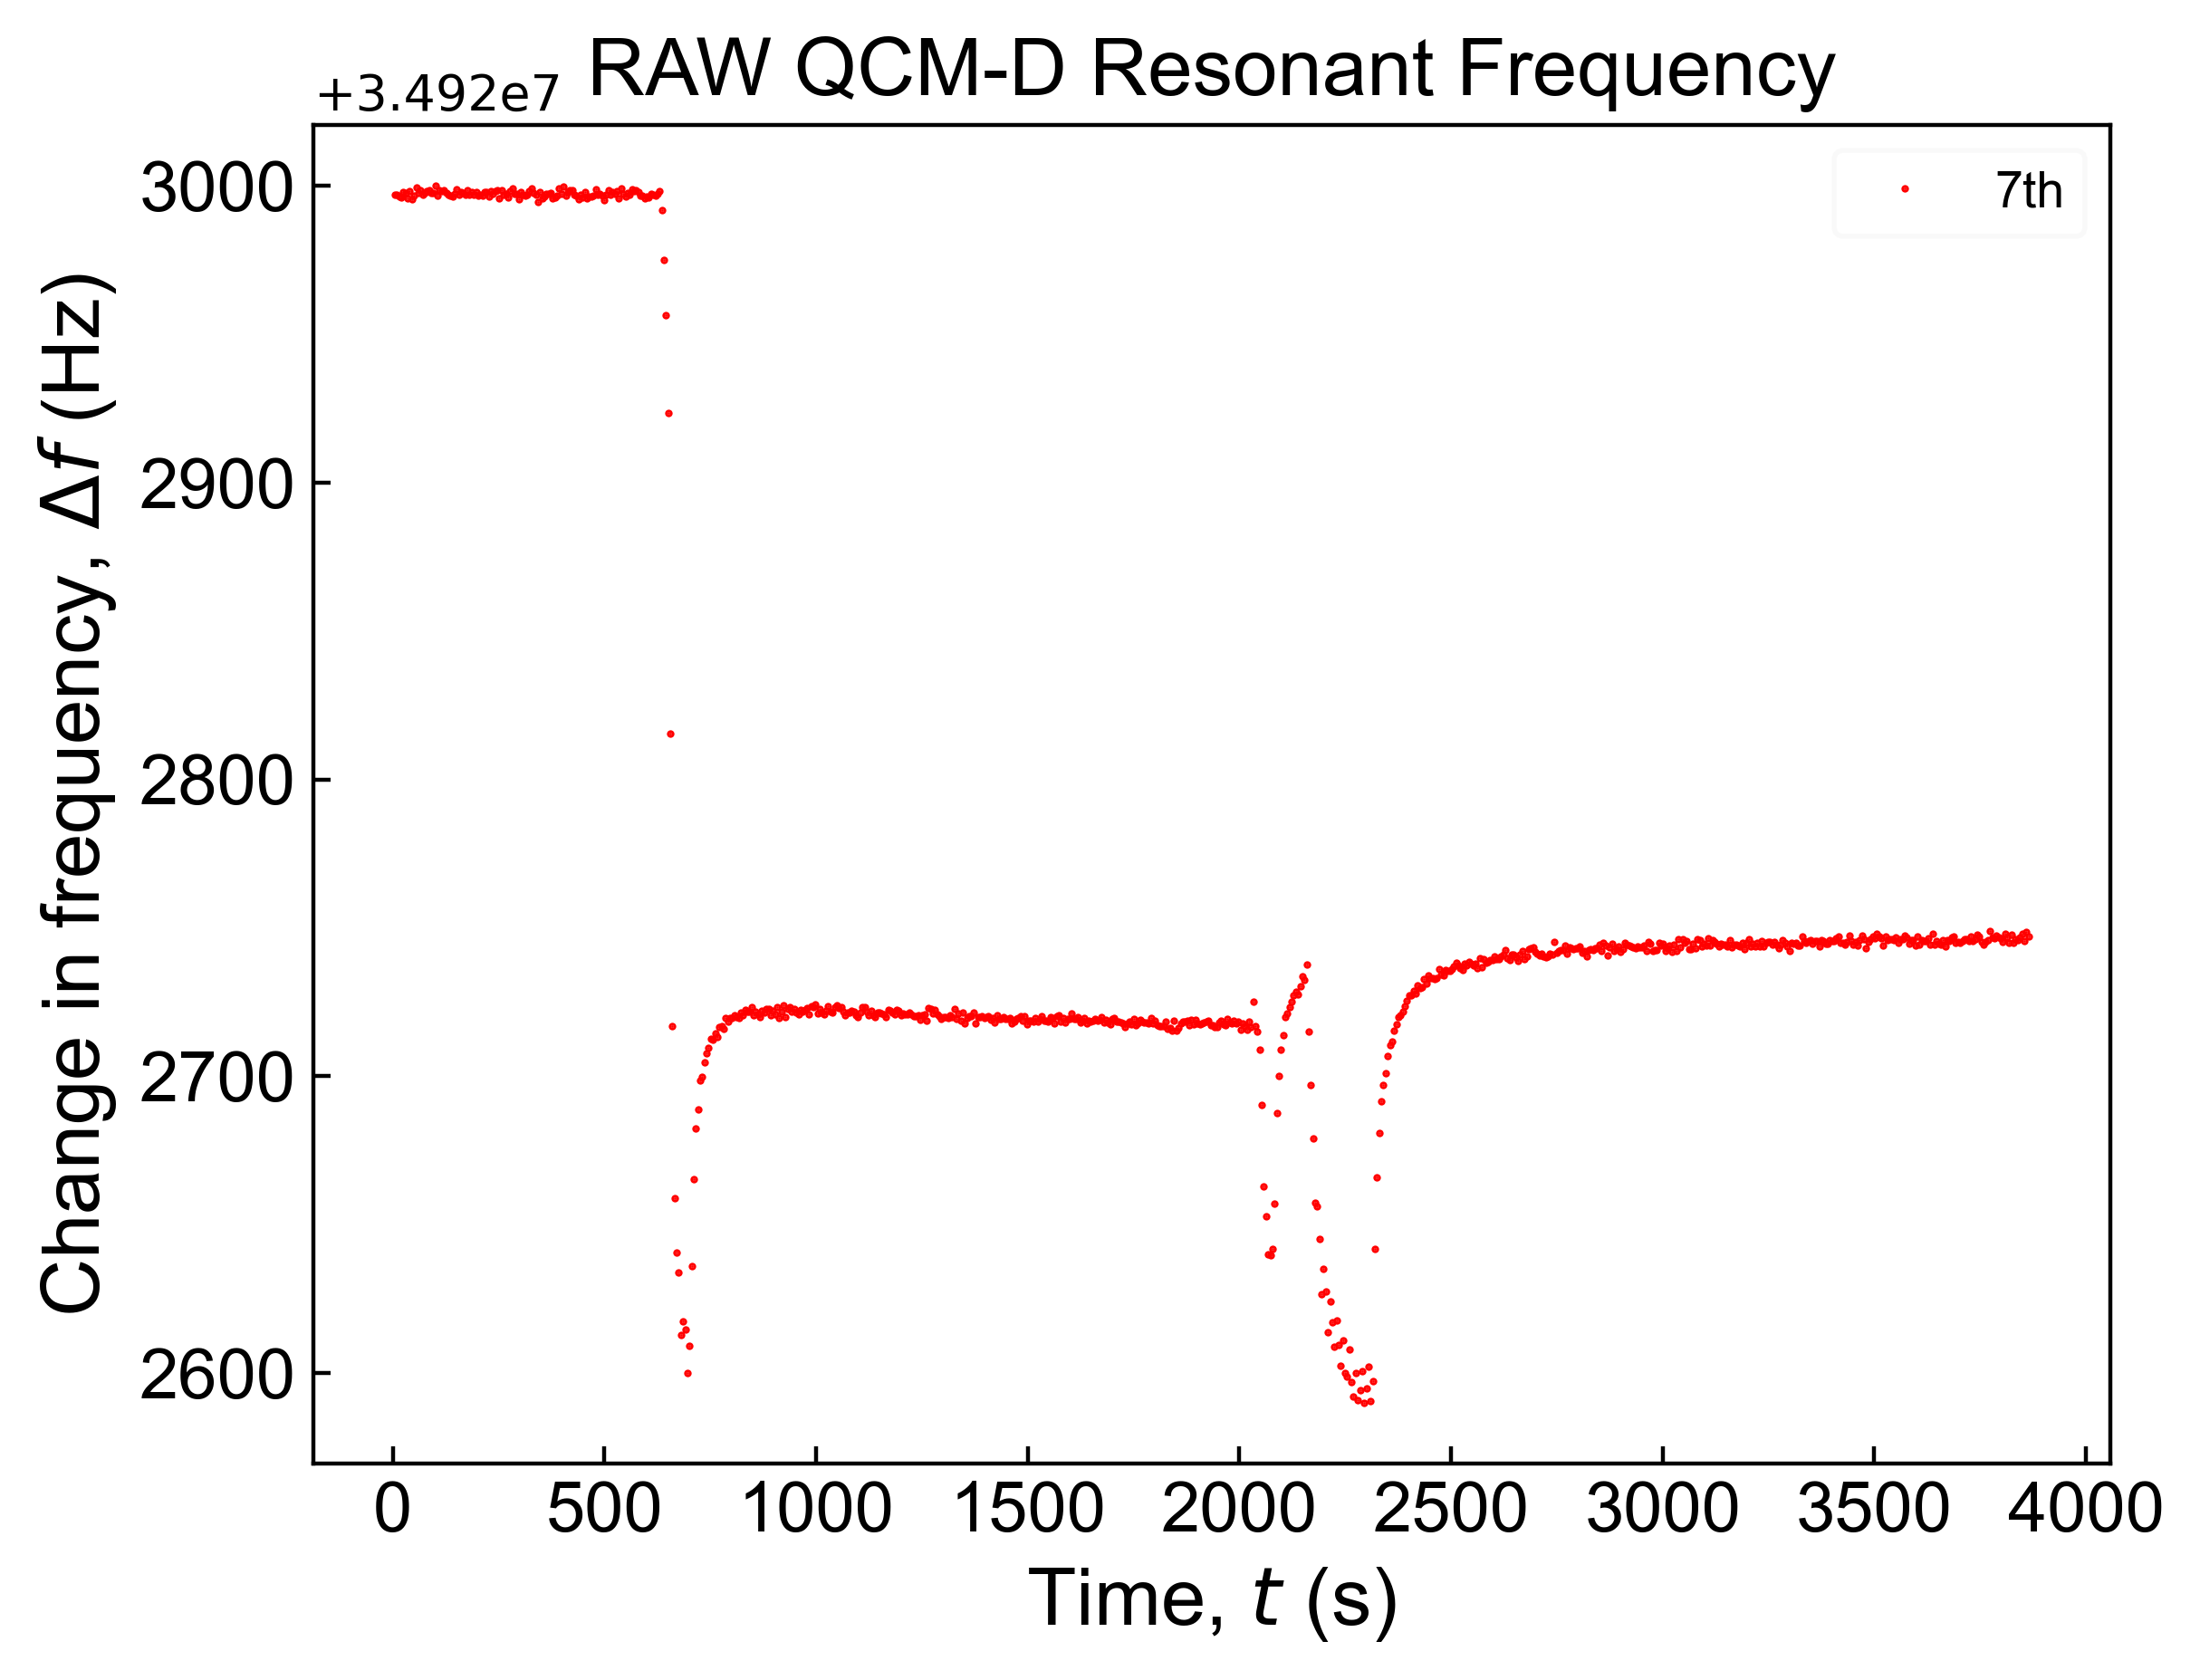 RAW QCM-D Resonant Frequency
+3.492e7
7th
3000
2900
2800
2700
2600
Change in frequency, Δf (Hz)
0 500 1000 1500 2000 2500 3000 3500 4000
Time, t (s)